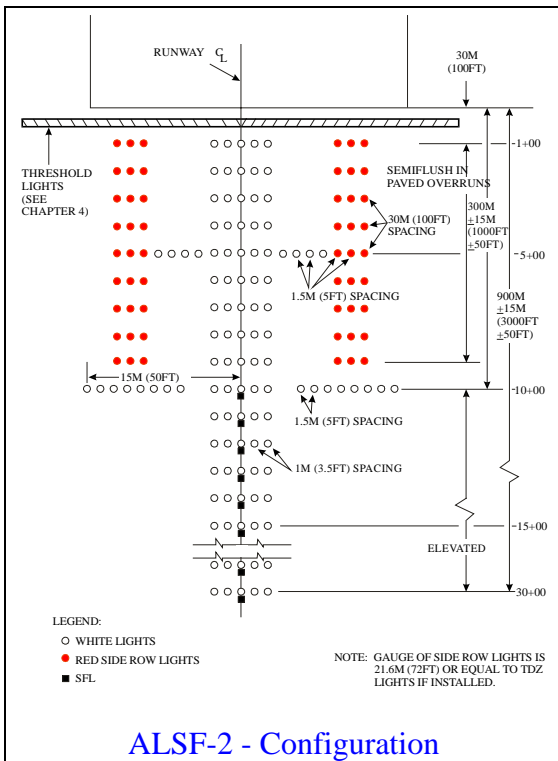 RUNWAY CL
30M
(100FT)
THRESHOLD
LIGHTS
(SEE
CHAPTER 4)
1+00
SEMIFLUSH IN
PAVED OVERRUNS
30M (100FT)
SPACING
300M
±15M
(1000FT
±50FT)
5+00
1.5M (5FT) SPACING
900M
±15M
(3000FT
±50FT)
15M (50FT)
10+00
1.5M (5FT) SPACING
1M (3.5FT) SPACING
15+00
ELEVATED
30+00
LEGEND:
WHITE LIGHTS
RED SIDE ROW LIGHTS
SFL
NOTE: GAUGE OF SIDE ROW LIGHTS IS
21.6M (72FT) OR EQUAL TO TDZ
LIGHTS IF INSTALLED.
ALSF-2 - Configuration